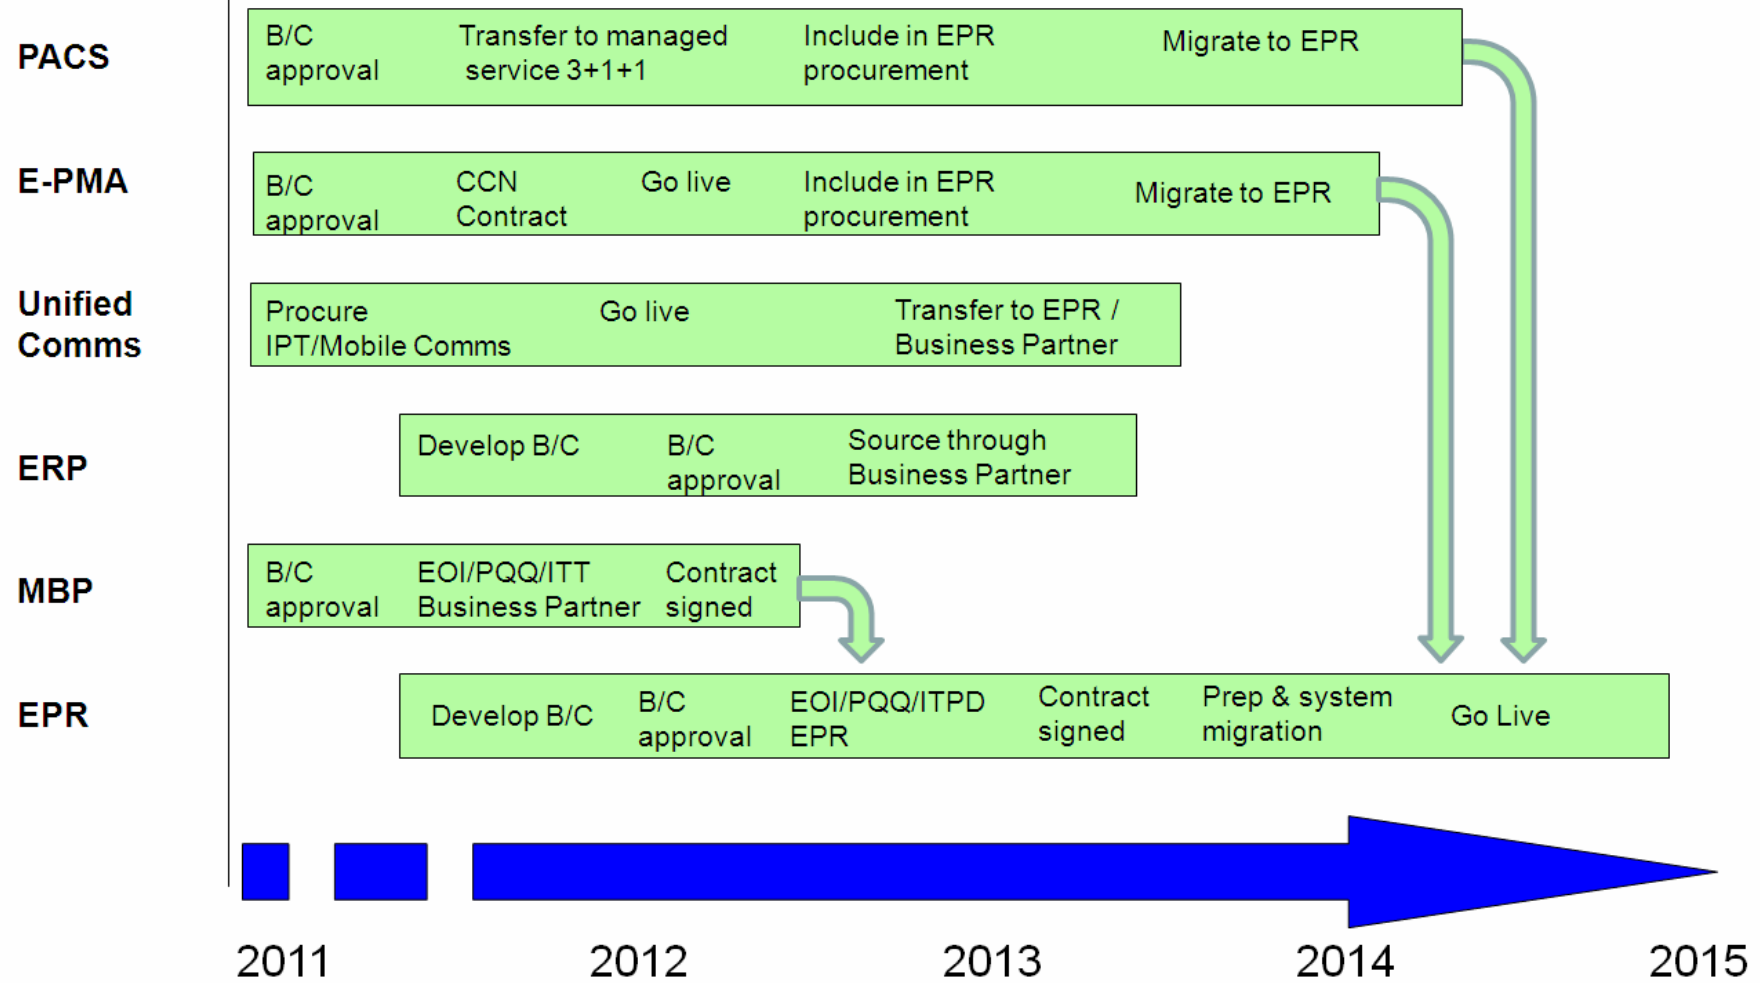 PACS
B/C
approval
Transfer to managed
service 3+1+1
Include in EPR
procurement
Migrate to EPR
E-PMA
B/C
approval
CCN
Contract
Go live
Include in EPR
procurement
Migrate to EPR
Unified
Comms
Procure
IPT/Mobile Comms
Go live
Transfer to EPR /
Business Partner
ERP
Develop B/C
B/C
approval
Source through
Business Partner
MBP
B/C
approval
EOI/PQQ/ITT
Business Partner
Contract
signed
EPR
Develop B/C
B/C
approval
EOI/PQQ/ITPD
EPR
Contract
signed
Prep & system
migration
Go Live
2011
2012
2013
2014
2015